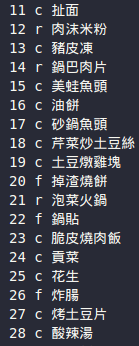 11 c 扯面
12 r 肉沫米粉
13 c 豬皮凍
14 r 鍋巴肉片
15 c 美蛙魚頭
16 c 油餅
17 c 砂鍋魚頭
18 c 芹菜炒土豆絲
19 c 土豆燉雞塊
20 f 掉渣燒餅
21 r 泡菜火鍋
22 f 鍋貼
23 c 脆皮燒肉飯
24 c 貢菜
25 c 花生
26 f 炸腸
27 c 烤土豆片
28 c 酸辣湯